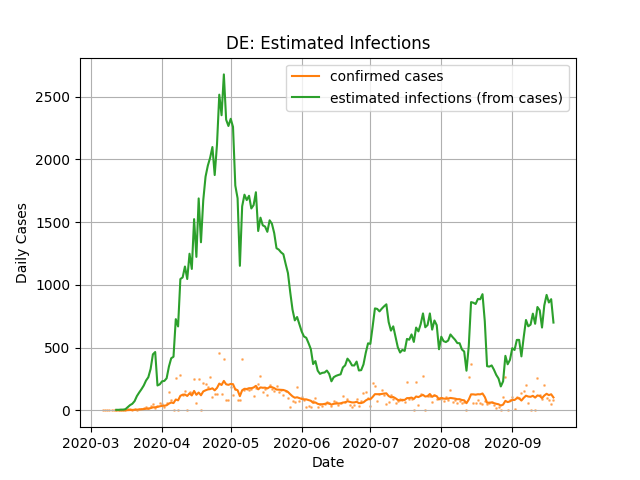 DE: Estimated Infections
confirmed cases
estimated infections (from cases)
Daily Cases
2500
2000
1500
1000
500
0
2020-03 2020-04 2020-05 2020-06 2020-07 2020-08 2020-09
Date